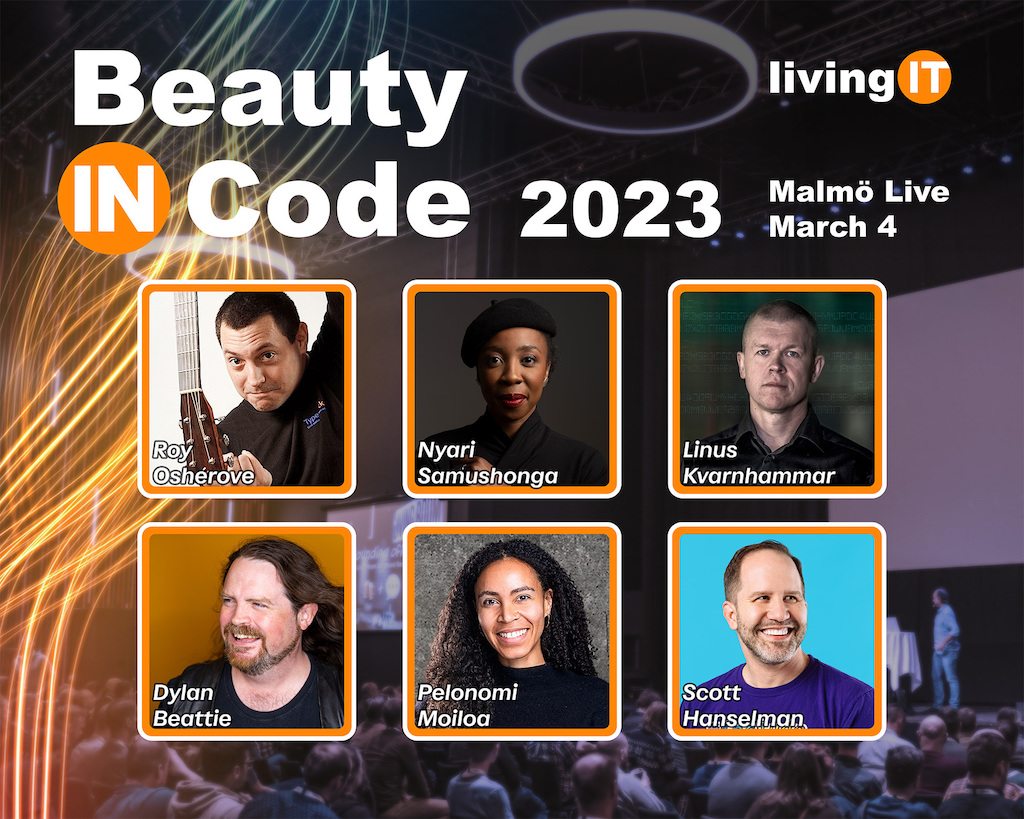 Beauty
IN Code 2023
livingIT
Malmö Live
March 4
Roy
Osherove
Nyari
Samushonga
Linus
Kvarnhammar
Dylan
Beattie
Pelonomi
Moiloa
Scott
Hanselman